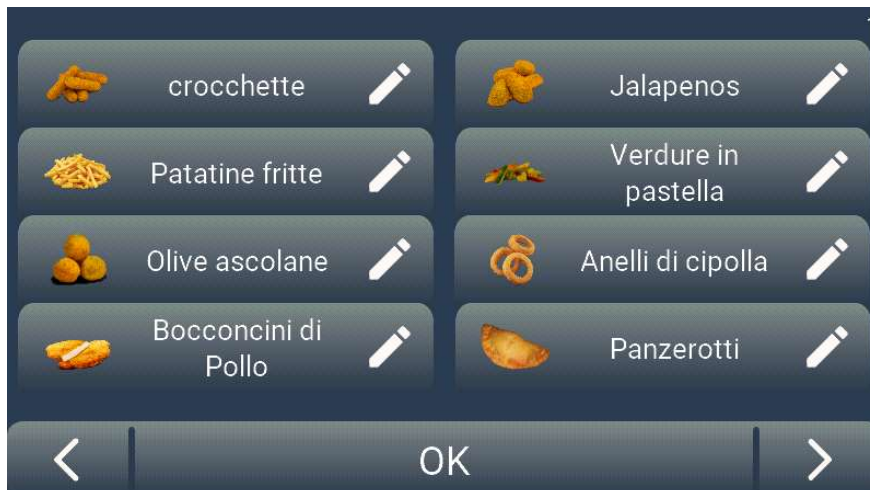 crocchette
Jalapenos
Patatine fritte
Verdure in
pastella
Olive ascolane
Anelli di cipolla
Bocconcini di
Pollo
Panzerotti
OK